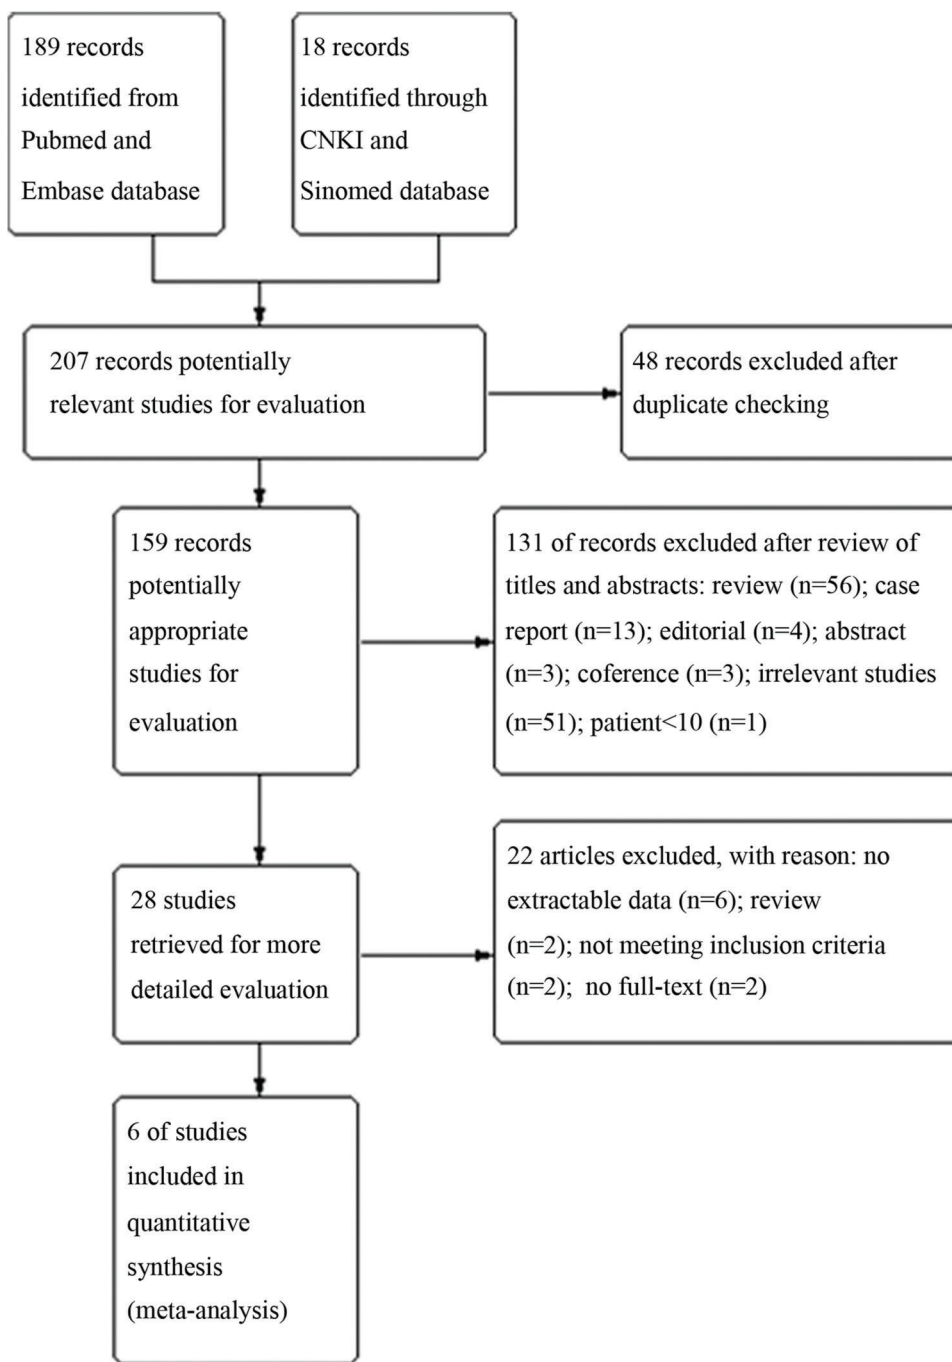 189 records
identified from
Pubmed and
Embase database
18 records
identified through
CNKI and
Sinomed database
207 records potentially
relevant studies for evaluation
48 records excluded after
duplicate checking
159 records
potentially
appropriate
studies for
evaluation
131 of records excluded after review of
titles and abstracts: review (n=56); case
report (n=13); editorial (n=4); abstract
(n=3); coference (n=3); irrelevant studies
(n=51); patient<10 (n=1)
28 studies
retrieved for more
detailed evaluation
22 articles excluded, with reason: no
extractable data (n=6); review
(n=2); not meeting inclusion criteria
(n=2); no full-text (n=2)
6 of studies
included in
quantitative
synthesis
(meta-analysis)